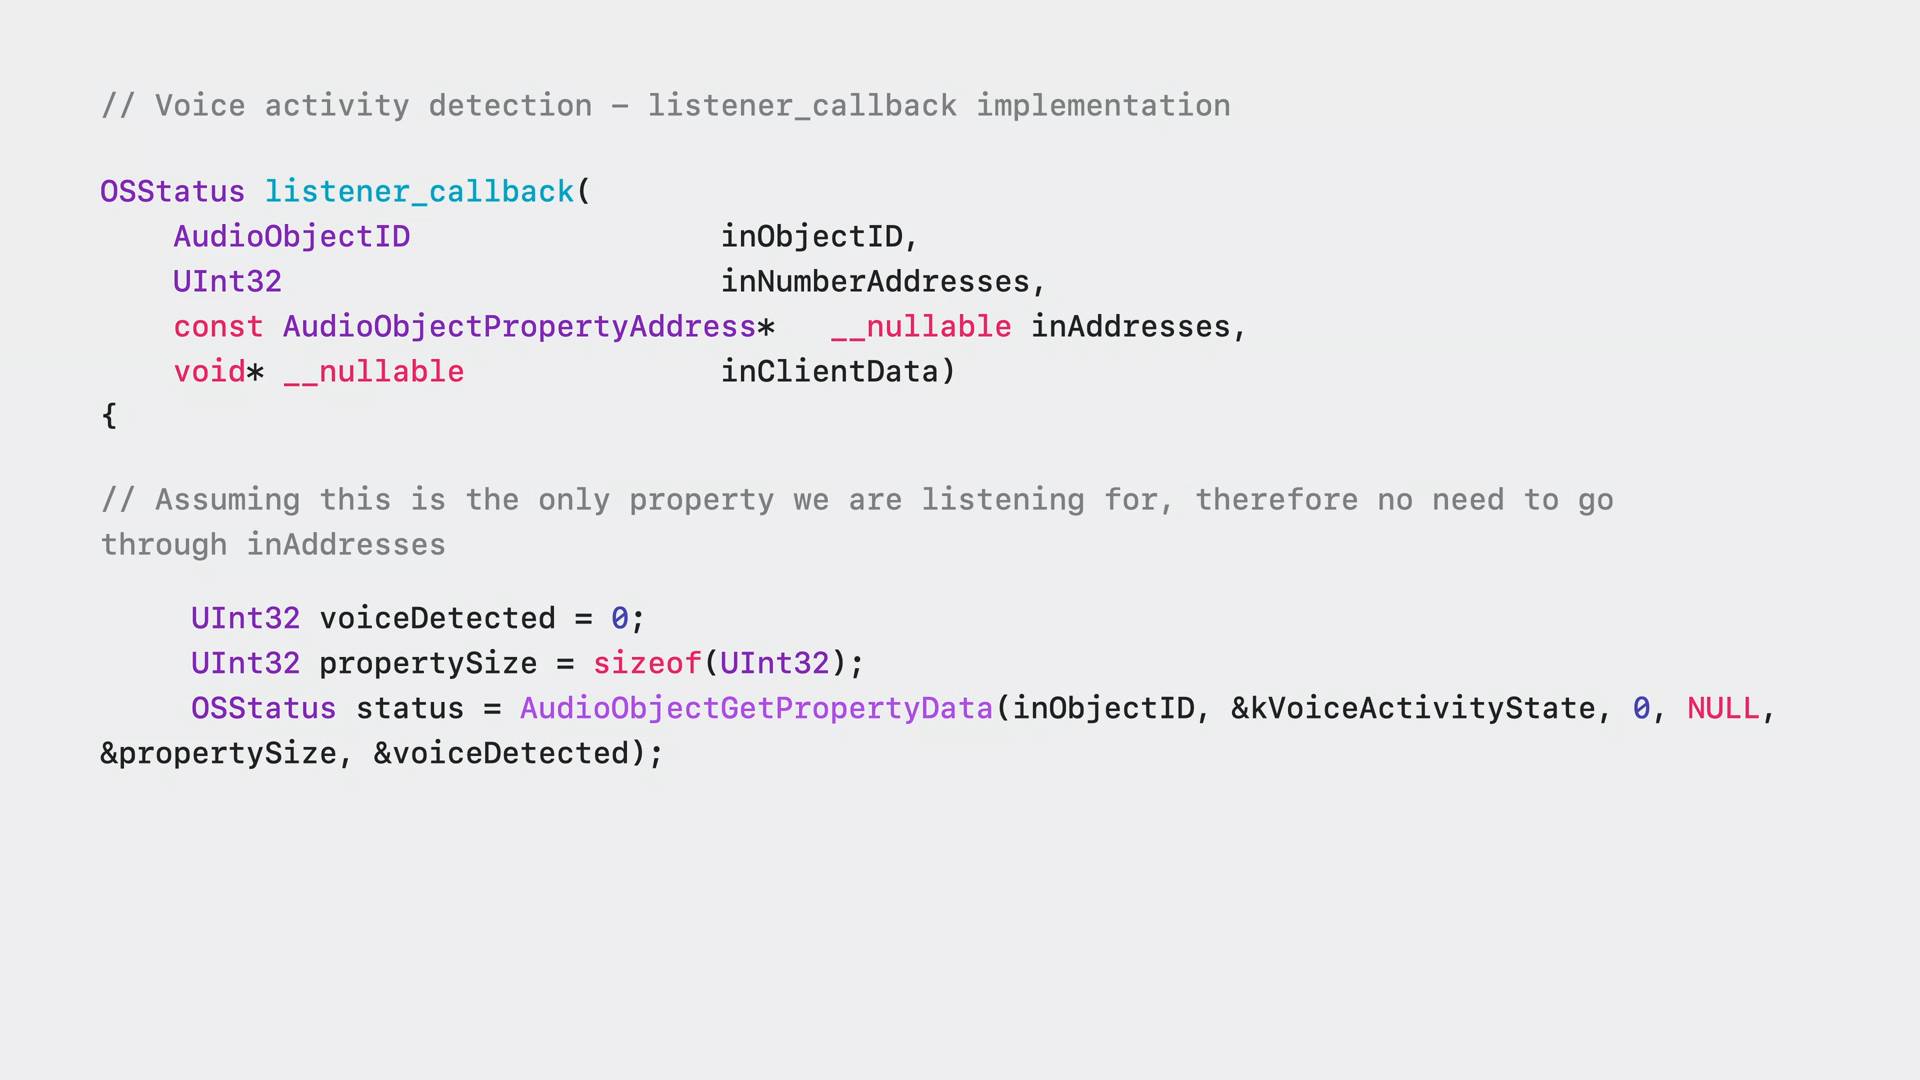 // Voice activity detection – listener_callback implementation
OSStatus listener_callback(
AudioObjectID inObjectID,
UInt32 inNumberAddresses,
const AudioObjectPropertyAddress* __nullable inAddresses,
void* __nullable inClientData)
{
// Assuming this is the only property we are listening for, therefore no need to go
through inAddresses
UInt32 voiceDetected = 0;
UInt32 propertySize = sizeof(UInt32);
OSStatus status = AudioObjectGetPropertyData(inObjectID, &kVoiceActivityState, 0, NULL,
&propertySize, &voiceDetected);